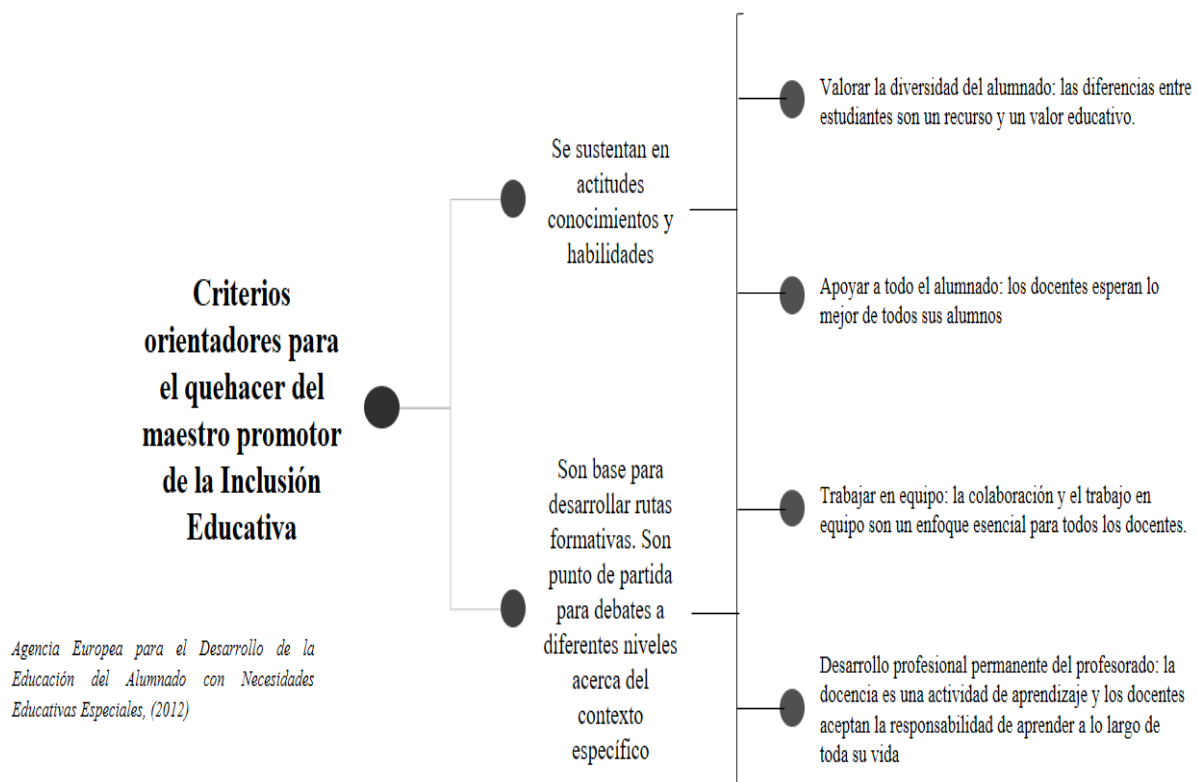 Criterios
orientadores para
el quehacer del
maestro promotor
de la Inclusión
Educativa
Agencia Europea para el Desarrollo de la
Educación del Alumnado con Necesidades
Educativas Especiales, (2012)
Se sustentan en
actitudes
conocimientos y
habilidades
Son base para
desarrollar rutas
formativas. Son
punto de partida
para debates a
diferentes niveles
acerca del
contexto
específico
Valorar la diversidad del alumnado: las diferencias entre
estudiantes son un recurso y un valor educativo.
Apoyar a todo el alumnado: los docentes esperan lo
mejor de todos sus alumnos
Trabajar en equipo: la colaboración y el trabajo en
equipo son un enfoque esencial para todos los docentes.
Desarrollo profesional permanente del profesorado: la
docencia es una actividad de aprendizaje y los docentes
aceptan la responsabilidad de aprender a lo largo de
toda su vida